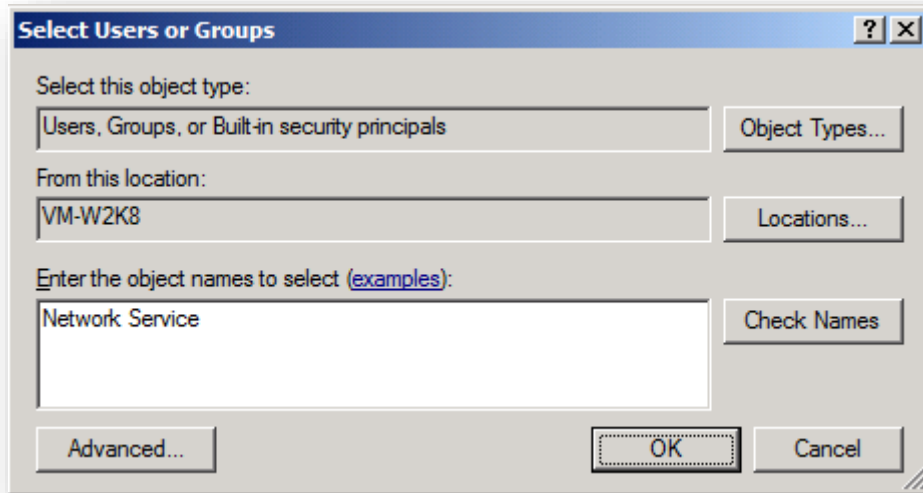 Select Users or Groups
Select this object type:
Users, Groups, or Built-in security principals
Object Types...
From this location:
VM-W2K8
Locations...
Enter the object names to select (examples):
Network Service
Check Names
Advanced...
OK
Cancel